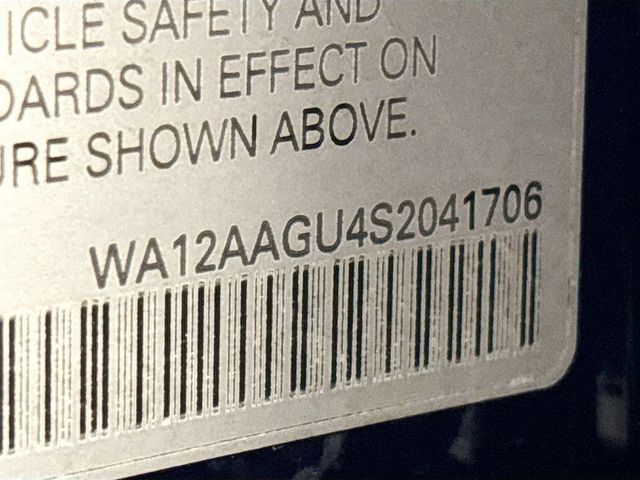 ICLE SAFETY AND
DARDS IN EFFECT ON
URE SHOWN ABOVE.
WA12AAGU4S2041706